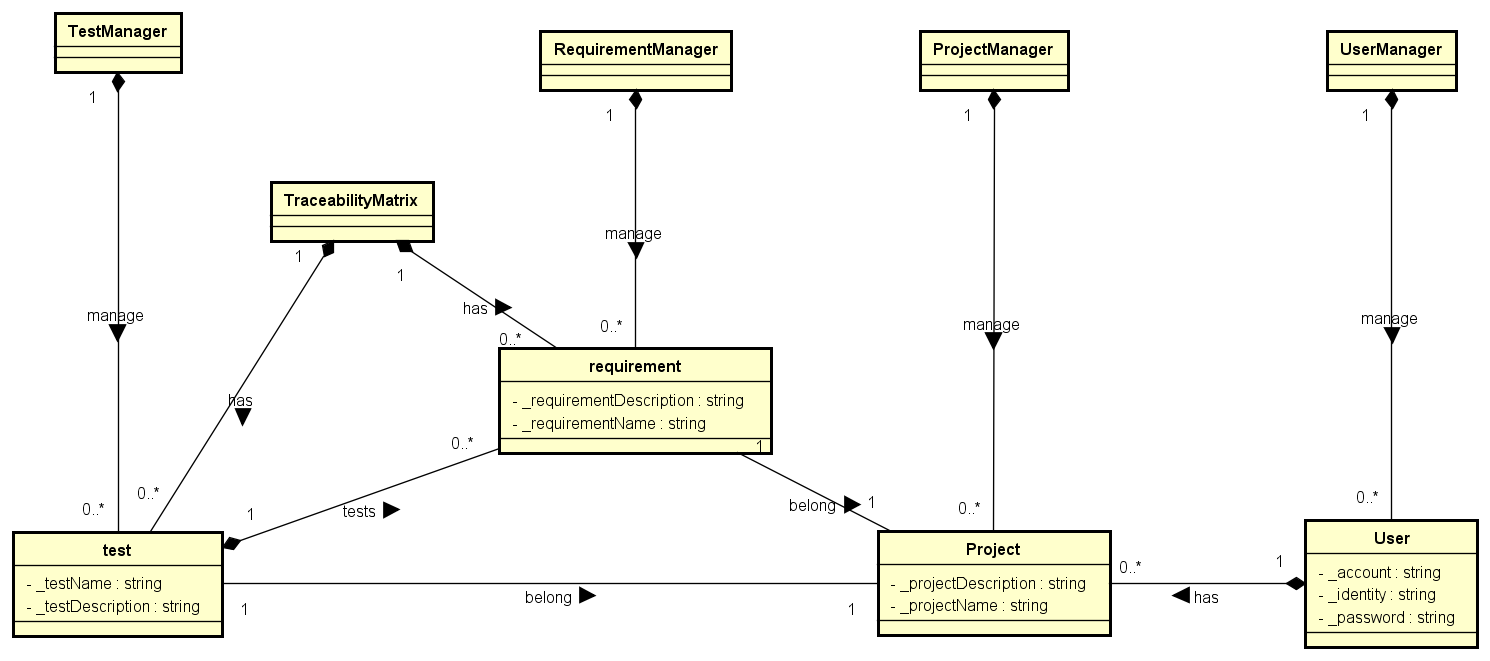 TestManager
RequirementManager
ProjectManager
UserManager
1
1
1
1
TraceabilityMatrix
manage
1
1
has
manage
manage
manage
0..*
0..*
requirement
- _requirementDescription : string
- _requirementName : string
has
0..*
1
0..*
0..*
1
tests
belong
1
0..*
0..*
test
- _testName : string
- _testDescription : string
Project
- _projectDescription : string
- _projectName : string
User
- _account : string
- _identity : string
- _password : string
0..*
1
has
1
belong
1